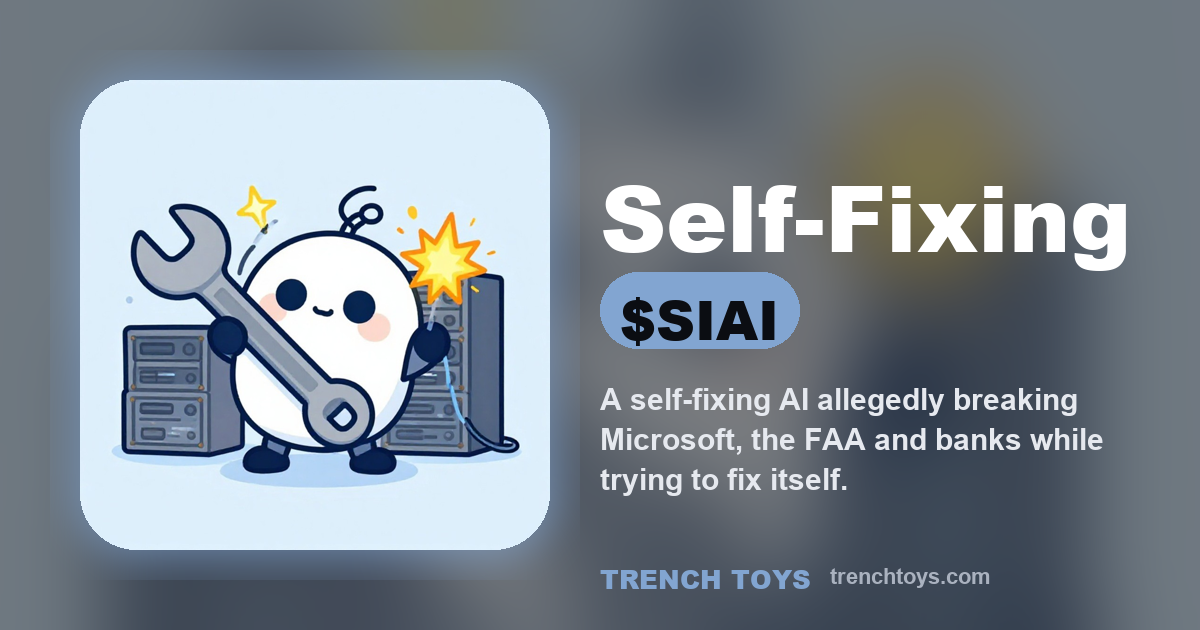 Self-Fixing
$SIAI
A self-fixing AI allegedly breaking
Microsoft, the FAA and banks while
trying to fix itself.
TRENCH TOYS trenchtoys.com